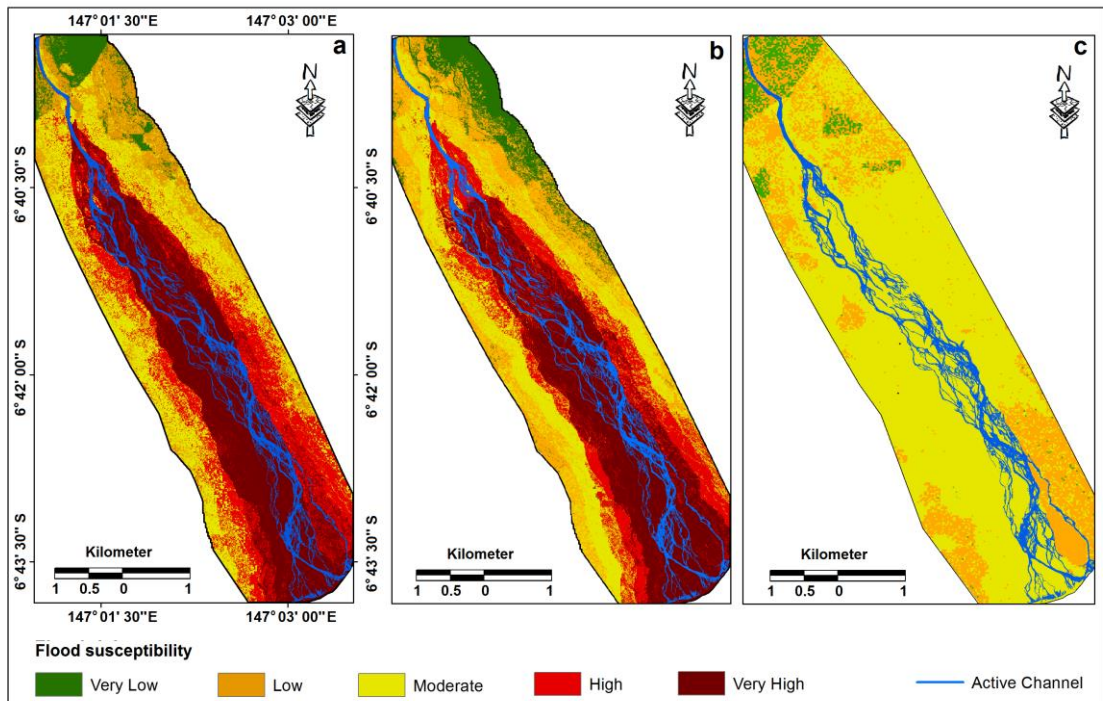 147° 01' 30"E 147° 03' 00"E
a
b
c
N
N
N
6° 40' 30" S
6° 42' 00" S
6° 43' 30" S
6° 40' 30" S
6° 42' 00" S
6° 43' 30" S
Kilometer
1 0.5 0 1
Kilometer
1 0.5 0 1
Kilometer
1 0.5 0 1
147° 01' 30"E 147° 03' 00"E
Flood susceptibility
Very Low Low Moderate High Very High Active Channel